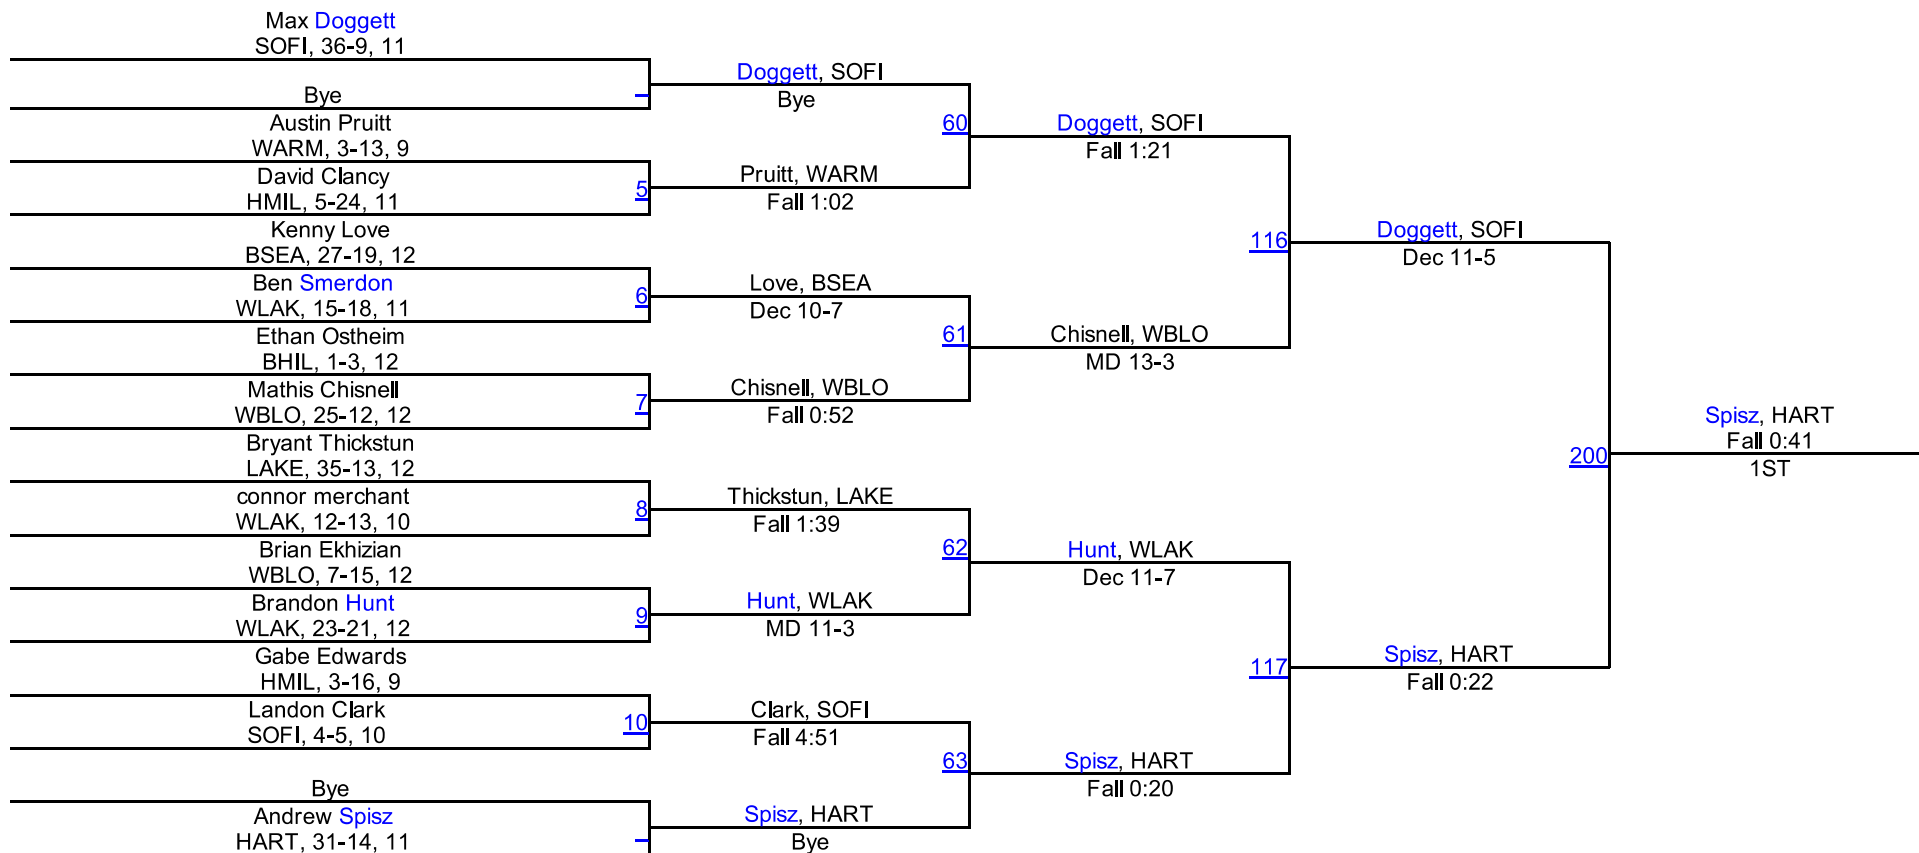 Max Doggett
SOFI, 36-9, 11
Bye
Austin Pruitt
WARM, 3-13, 9
David Clancy
HMIL, 5-24, 11
Kenny Love
BSEA, 27-19, 12
Ben Smerdon
WLAK, 15-18, 11
Ethan Ostheim
BHIL, 1-3, 12
Mathis Chisnell
WBLO, 25-12, 12
Bryant Thickstun
LAKE, 35-13, 12
connor merchant
WLAK, 12-13, 10
Brian Ekhizian
WBLO, 7-15, 12
Brandon Hunt
WLAK, 23-21, 12
Gabe Edwards
HMIL, 3-16, 9
Landon Clark
SOFI, 4-5, 10
Bye
Andrew Spisz
HART, 31-14, 11
5
6
7
8
9
10
Doggett, SOFI
Bye
Pruitt, WARM
Fall 1:02
Love, BSEA
Dec 10-7
Chisnell, WBLO
Fall 0:52
Thickstun, LAKE
Fall 1:39
Hunt, WLAK
MD 11-3
Clark, SOFI
Fall 4:51
Spisz, HART
Bye
60
61
62
63
Doggett, SOFI
Fall 1:21
Chisnell, WBLO
MD 13-3
Hunt, WLAK
Dec 11-7
Spisz, HART
Fall 0:20
116
117
Doggett, SOFI
Dec 11-5
Spisz, HART
Fall 0:22
200
Spisz, HART
Fall 0:41
1ST